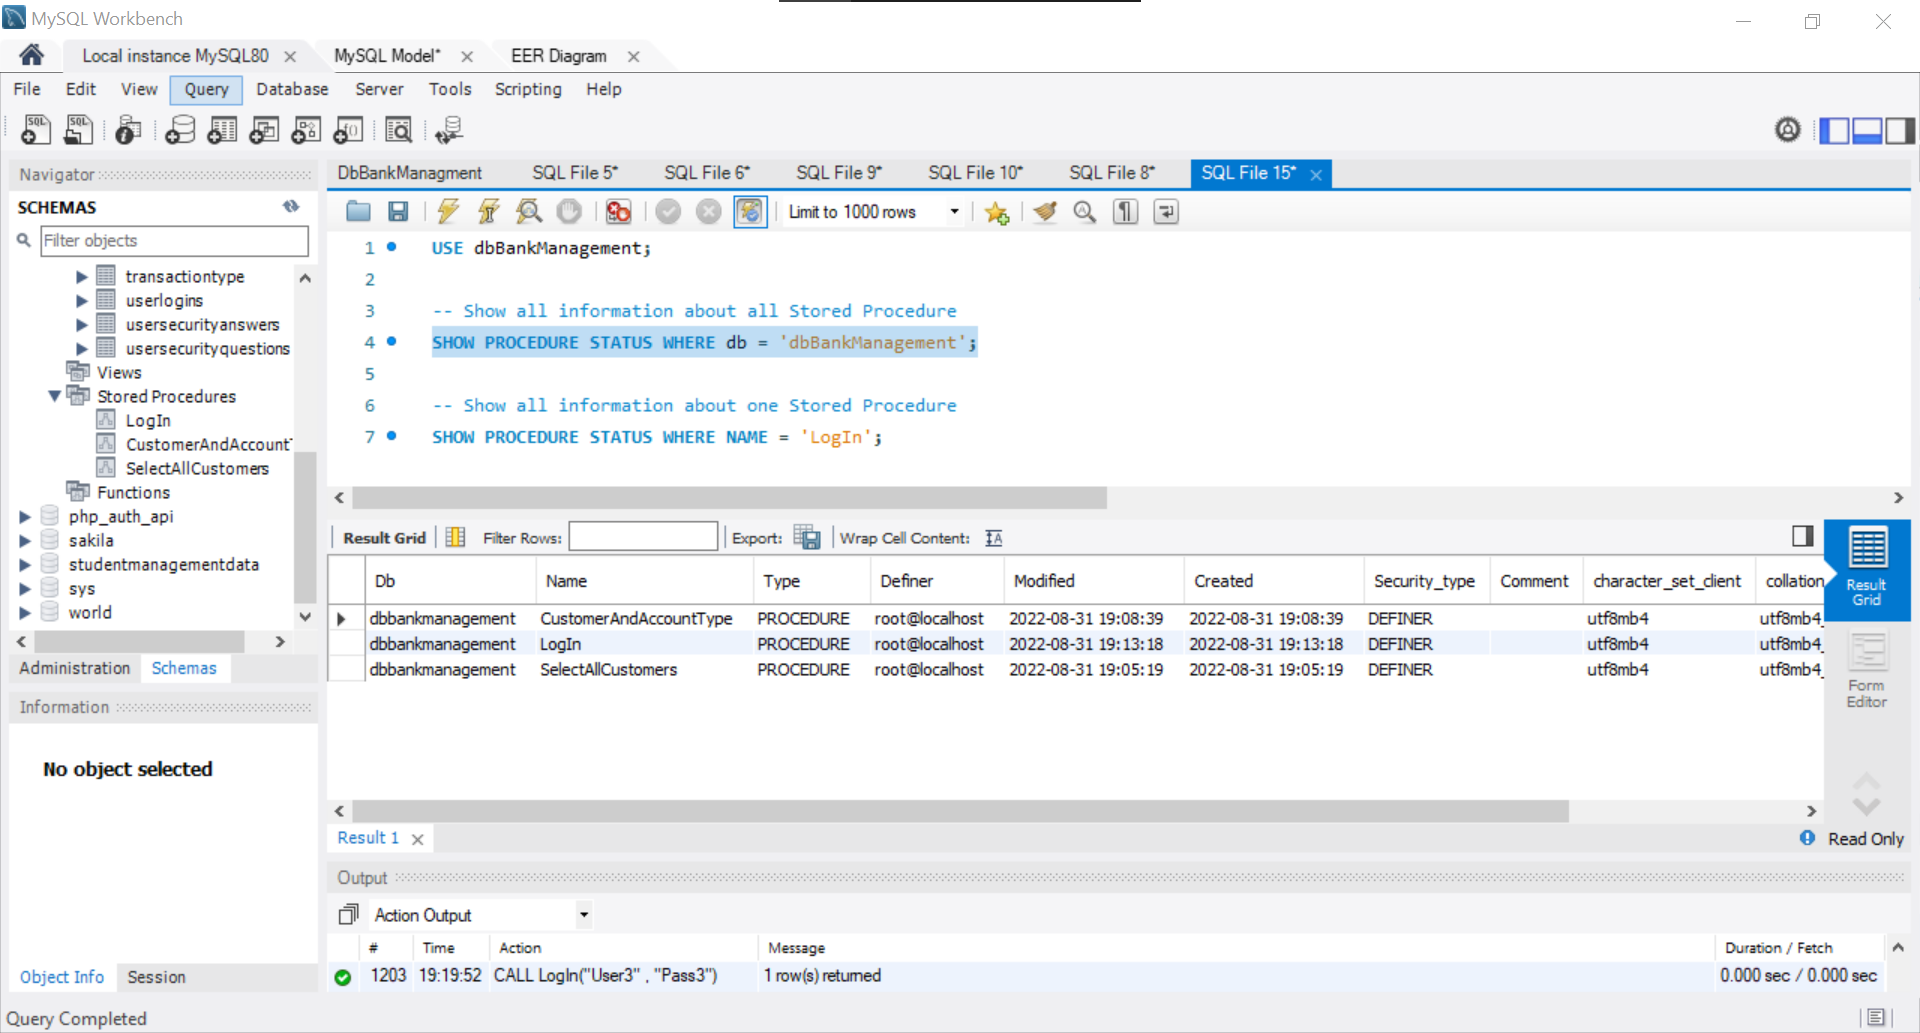 MySQL Workbench
Local instance MySQL80
MySQL Model*
EER Diagram
File Edit View Query Database Server Tools Scripting Help
Navigator
SCHEMAS
Filter objects
transactiontype
userlogins
usersecurityanswers
usersecurityquestions
Views
Stored Procedures
LogIn
CustomerAndAccount
SelectAllCustomers
Functions
php_auth_api
sakila
studentmanagementdata
sys
world
Administration Schemas
Information
No object selected
Object Info Session
DbBankManagment SQL File 5* SQL File 6* SQL File 9* SQL File 10* SQL File 8* SQL File 15*
Limit to 1000 rows
1 USE dbBankManagement;
2
3 -- Show all information about all Stored Procedure
4 SHOW PROCEDURE STATUS WHERE db = 'dbBankManagement';
5
6 -- Show all information about one Stored Procedure
7 SHOW PROCEDURE STATUS WHERE NAME = 'LogIn';
Result Grid Filter Rows: Export: Wrap Cell Content:
Db Name Type Definer Modified Created Security_type Comment character_set_client collation
dbbankmanagement CustomerAndAccountType PROCEDURE root@localhost 2022-08-31 19:08:39 2022-08-31 19:08:39 DEFINER utf8mb4 utf8mb4_
dbbankmanagement LogIn PROCEDURE root@localhost 2022-08-31 19:13:18 2022-08-31 19:13:18 DEFINER utf8mb4 utf8mb4_
dbbankmanagement SelectAllCustomers PROCEDURE root@localhost 2022-08-31 19:05:19 2022-08-31 19:05:19 DEFINER utf8mb4 utf8mb4_
Result
Grid
Form
Editor
Result 1
Read Only
Output
Action Output
# Time Action Message Duration / Fetch
1203 19:19:52 CALL LogIn("User3" , "Pass3") 1 row(s) returned 0.000 sec / 0.000 sec
Query Completed